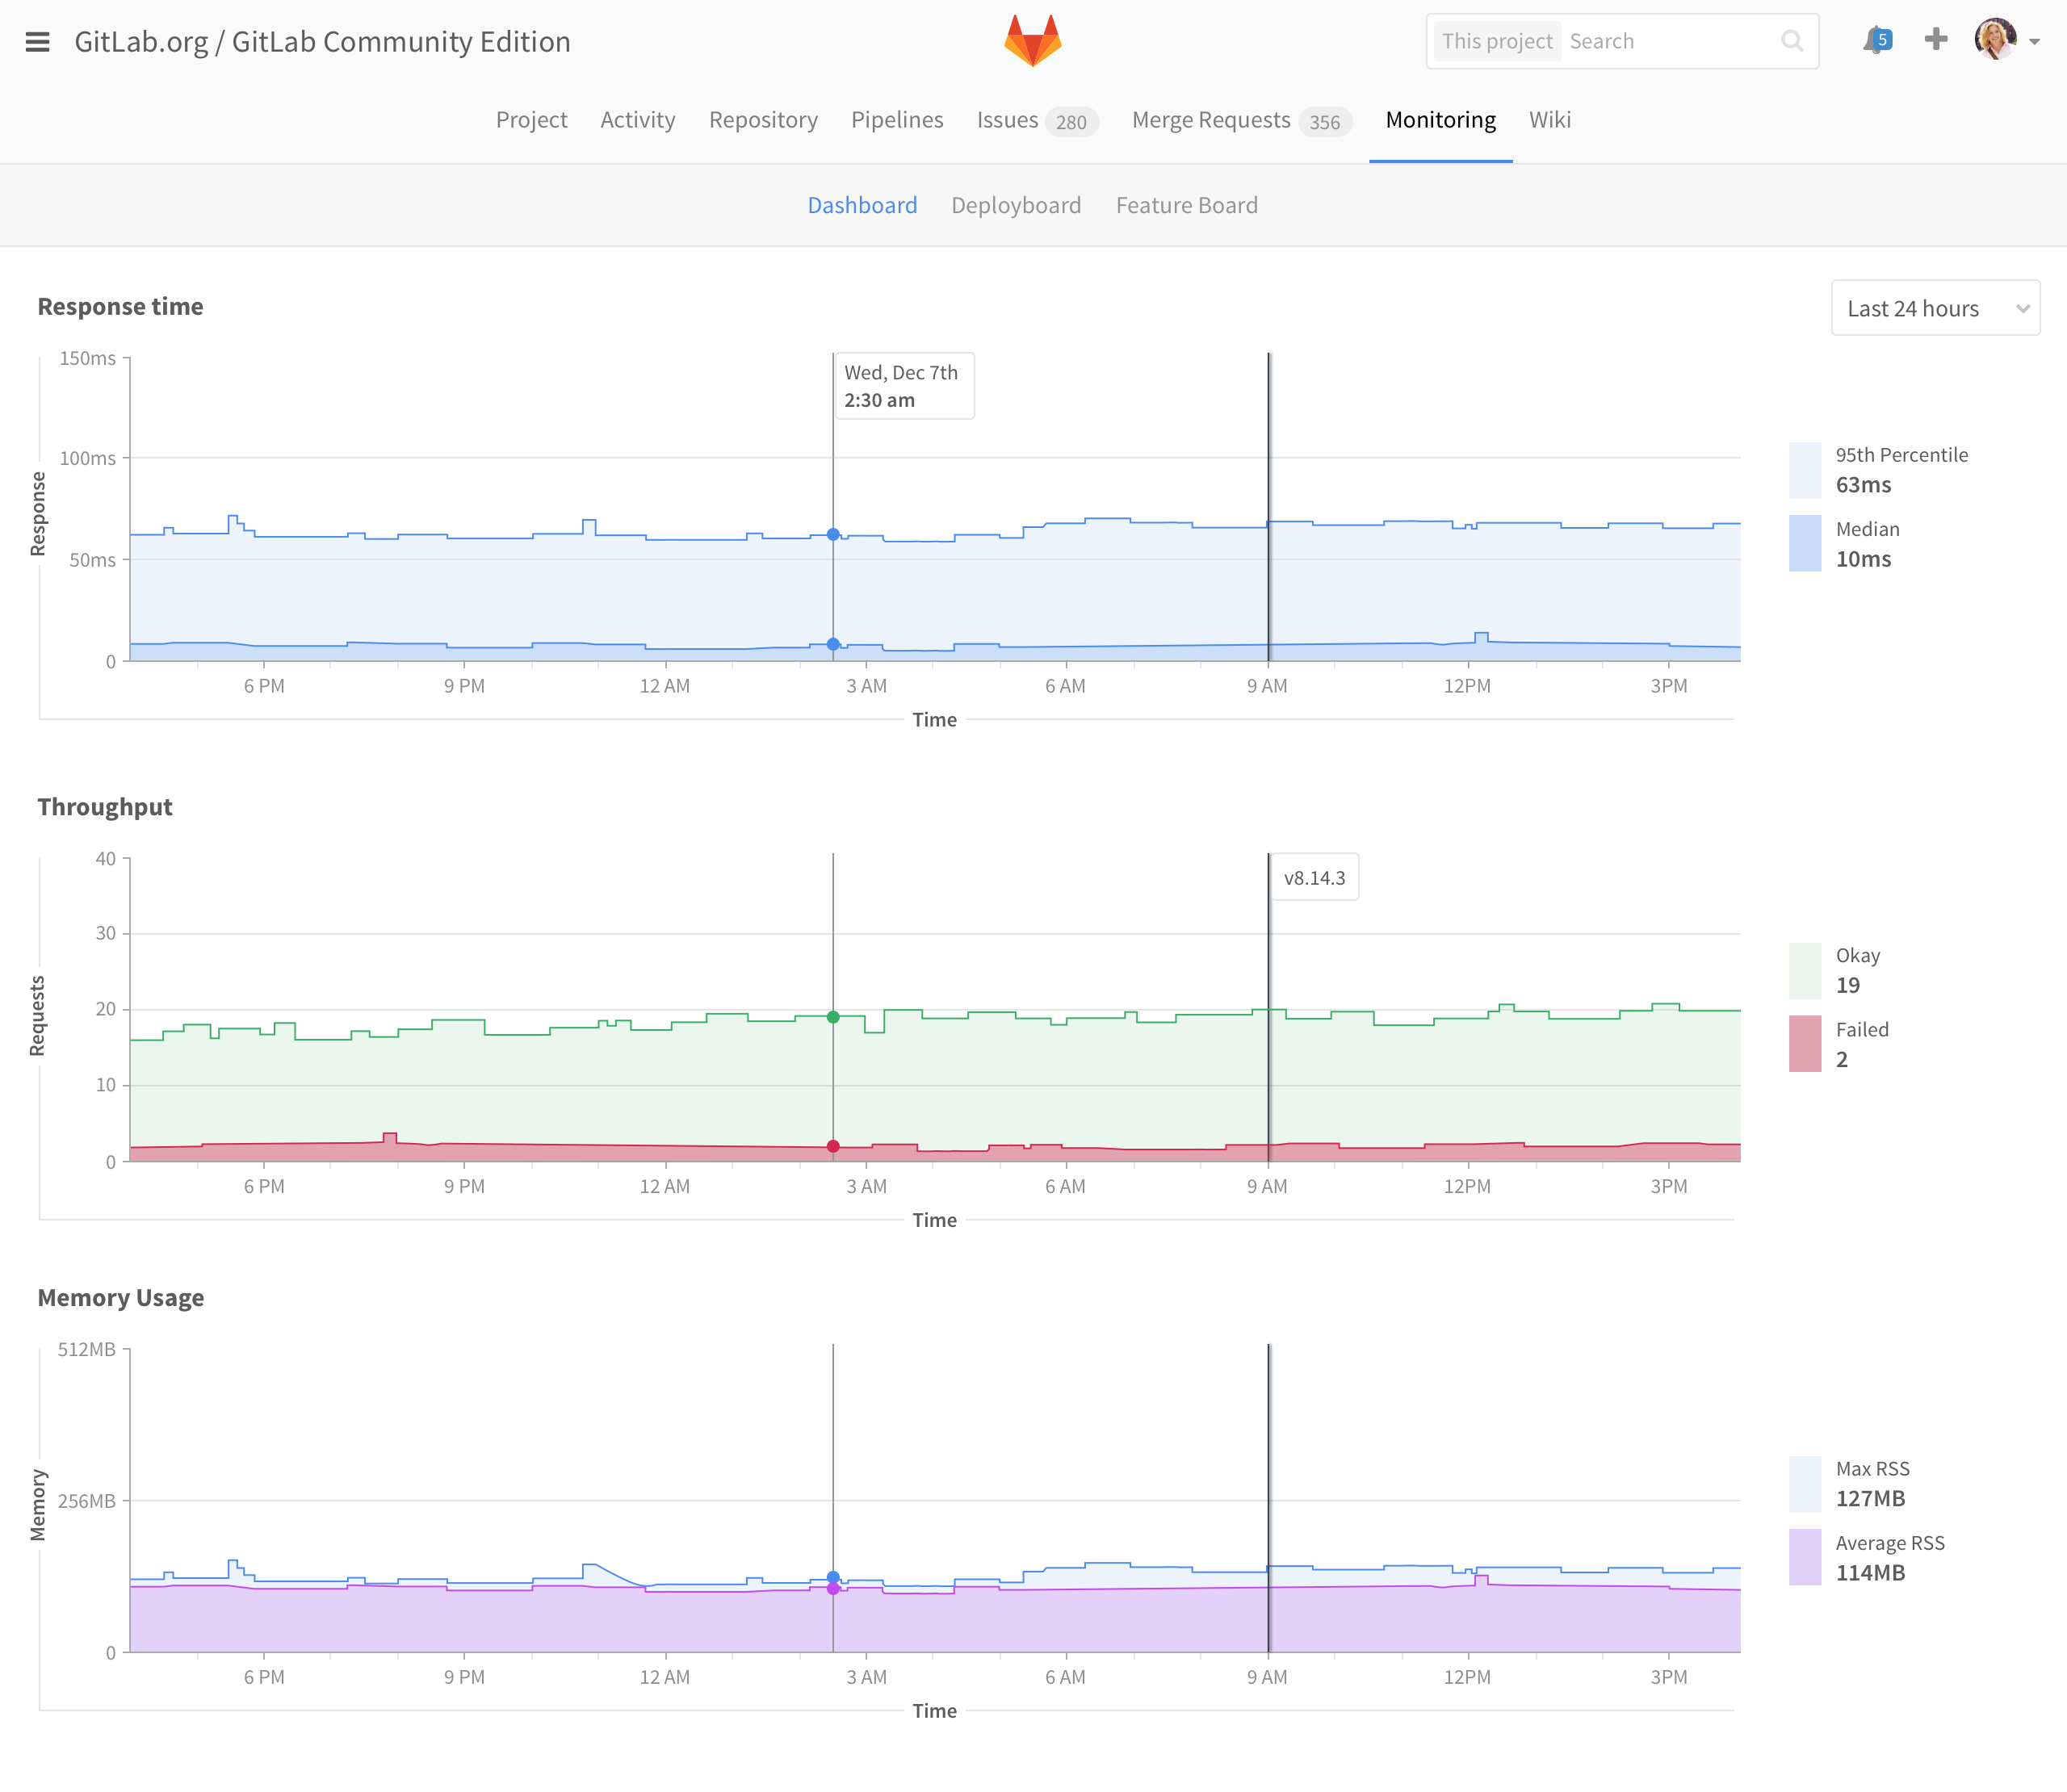 GitLab.org / GitLab Community Edition
This project Search
5
Project Activity Repository Pipelines Issues 280 Merge Requests 356 Monitoring Wiki
Dashboard Deployboard Feature Board
Response time
Last 24 hours
150ms
100ms
50ms
0
Response
Wed, Dec 7th
2:30 am
95th Percentile
63ms
Median
10ms
6 PM 9 PM 12 AM 3 AM 6 AM 9 AM 12PM 3PM
Time
Throughput
40
30
20
10
0
Requests
v8.14.3
Okay
19
Failed
2
6 PM 9 PM 12 AM 3 AM 6 AM 9 AM 12PM 3PM
Time
Memory Usage
512MB
256MB
0
Memory
Max RSS
127MB
Average RSS
114MB
6 PM 9 PM 12 AM 3 AM 6 AM 9 AM 12PM 3PM
Time